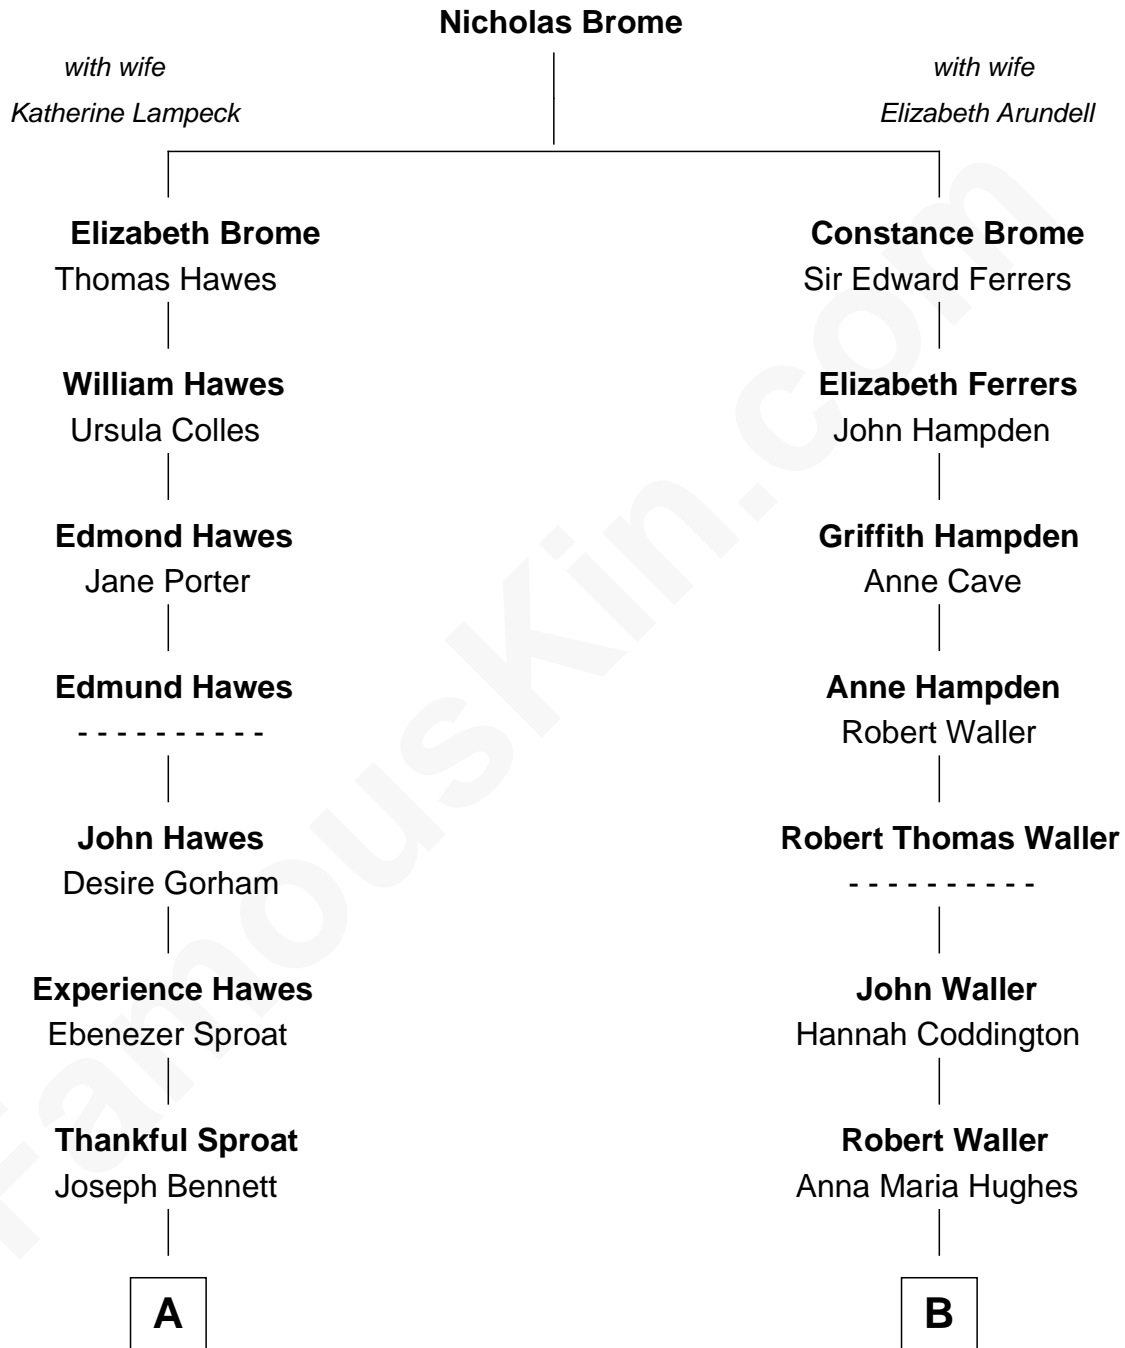 Nicholas Brome
with wife
Katherine Lampeck
with wife
Elizabeth Arundell
Elizabeth Brome
Thomas Hawes
Constance Brome
Sir Edward Ferrers
William Hawes
Ursula Colles
Elizabeth Ferrers
John Hampden
Edmond Hawes
Jane Porter
Griffith Hampden
Anne Cave
Edmund Hawes
- - - - - - - - - -
Anne Hampden
Robert Waller
John Hawes
Desire Gorham
Robert Thomas Waller
- - - - - - - - - -
Experience Hawes
Ebenezer Sproat
John Waller
Hannah Coddington
Thankful Sproat
Joseph Bennett
Robert Waller
Anna Maria Hughes
A
B
FamousKin.com